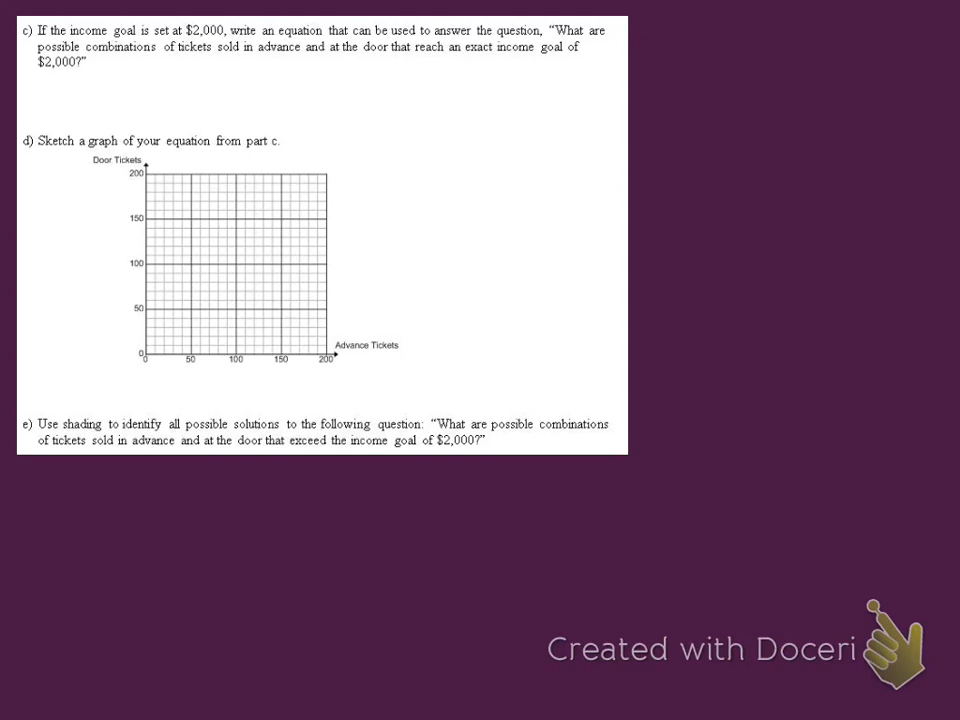 c) If the income goal is set at $2,000, write an equation that can be used to answer the question, “What are
possible combinations of tickets sold in advance and at the door that reach an exact income goal of
$2,000?”
d) Sketch a graph of your equation from part c.
Door Tickets
200
150
100
50
0
Advance Tickets
0 50 100 150 200
e) Use shading to identify all possible solutions to the following question: “What are possible combinations
of tickets sold in advance and at the door that exceed the income goal of $2,000?”
Created with Doceri